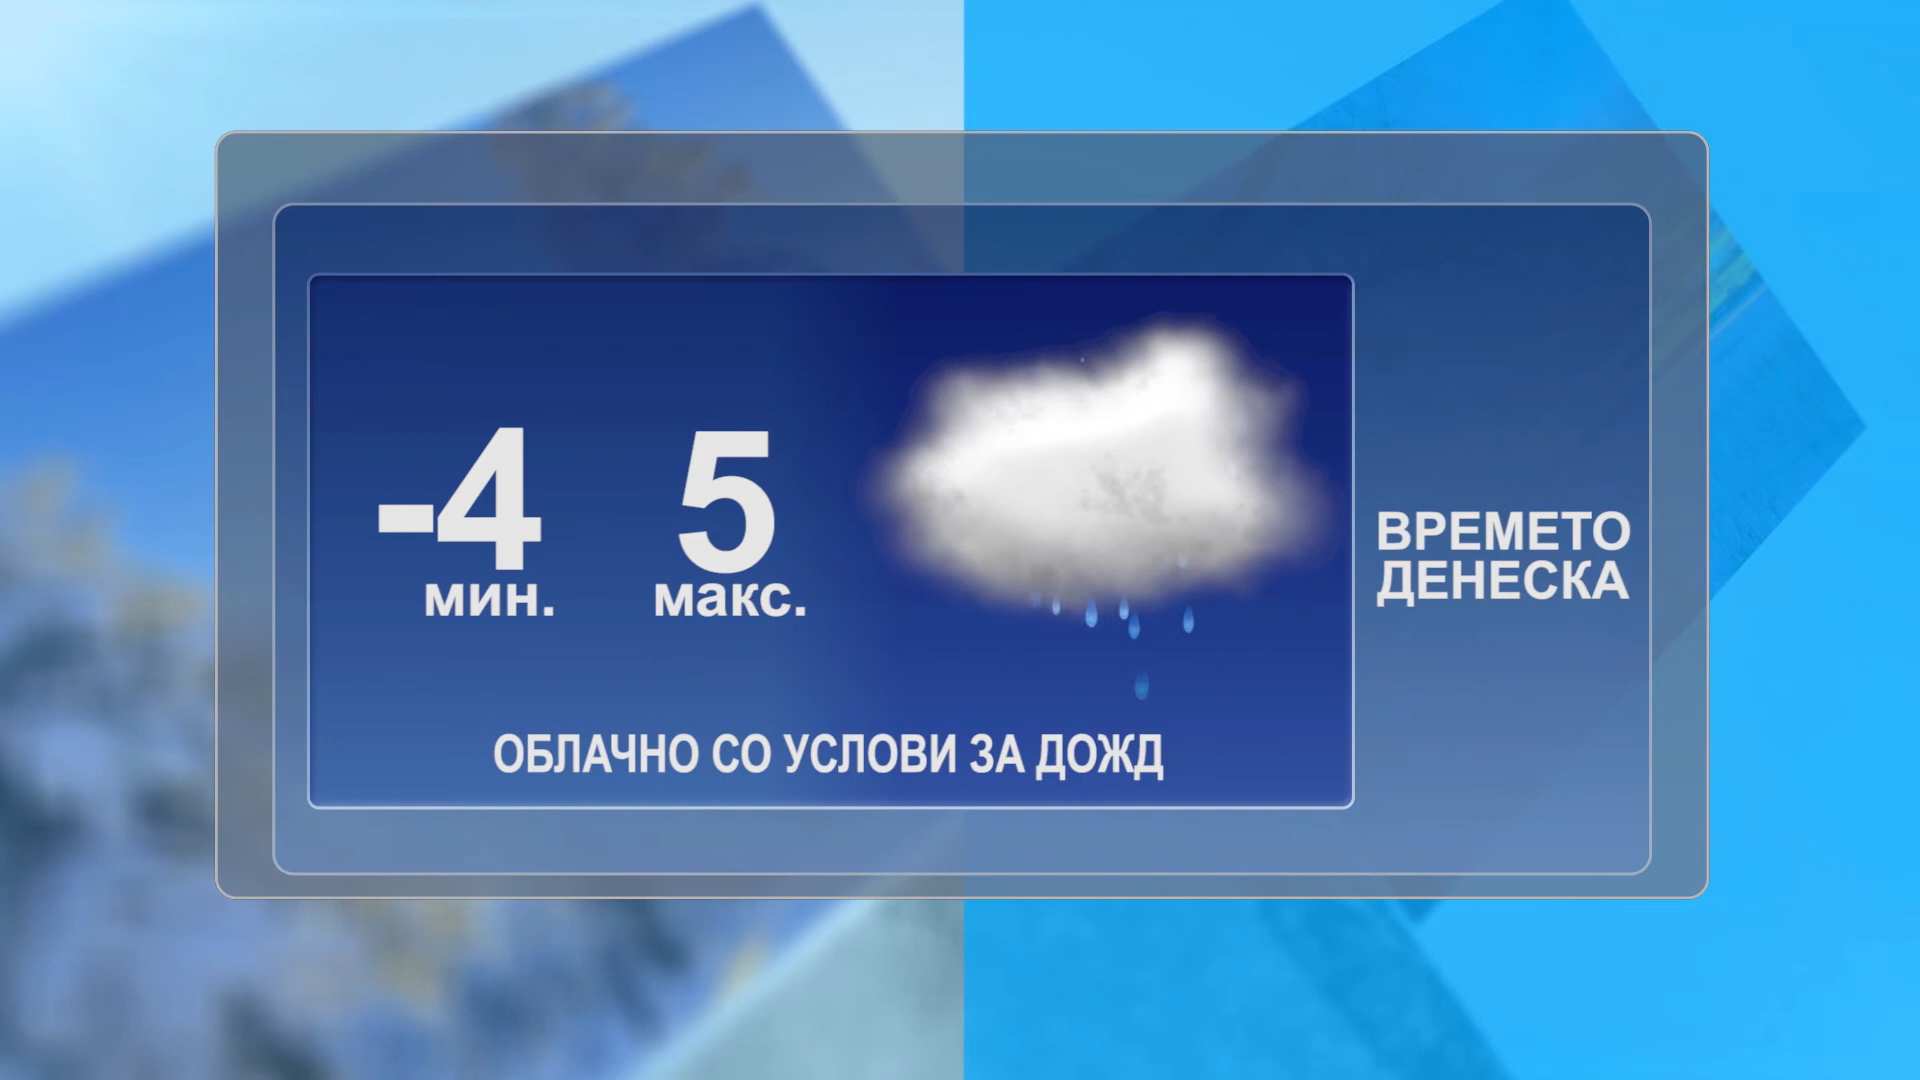 -4 5
мин. макс.
ОБЛАЧНО СО УСЛОВИ ЗА ДОЖД
ВРЕМЕТО
ДЕНЕСКА